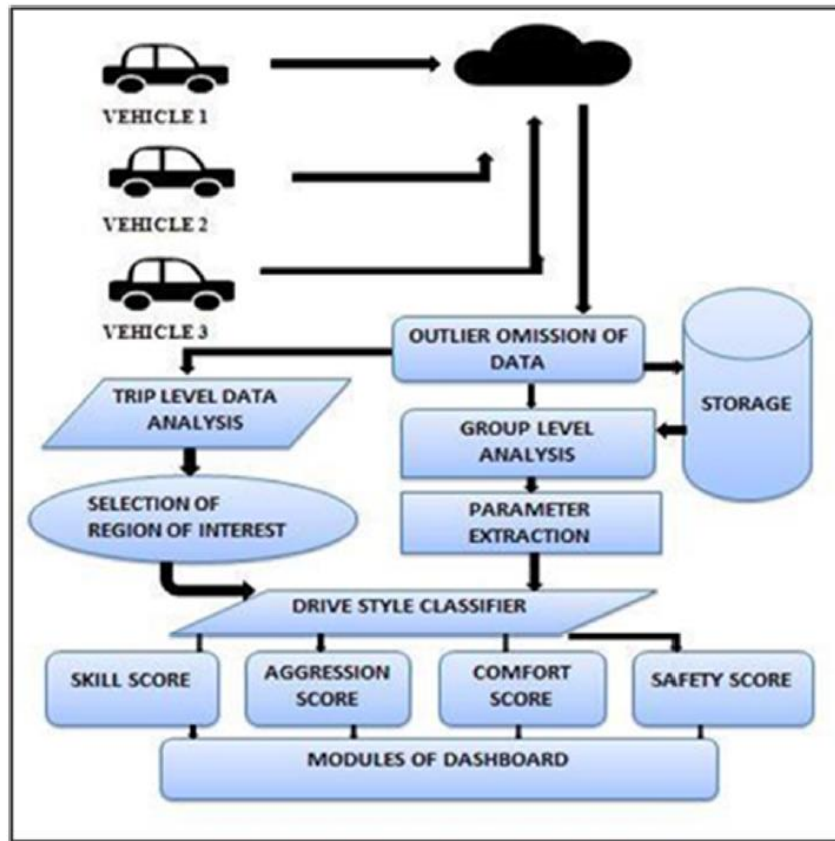 VEHICLE 1
VEHICLE 2
VEHICLE 3
OUTLIER OMISSION OF
DATA
STORAGE
TRIP LEVEL DATA
ANALYSIS
GROUP LEVEL
ANALYSIS
SELECTION OF
REGION OF INTEREST
PARAMETER
EXTRACTION
DRIVE STYLE CLASSIFIER
SKILL SCORE
AGGRESSION
SCORE
COMFORT
SCORE
SAFETY SCORE
MODULES OF DASHBOARD